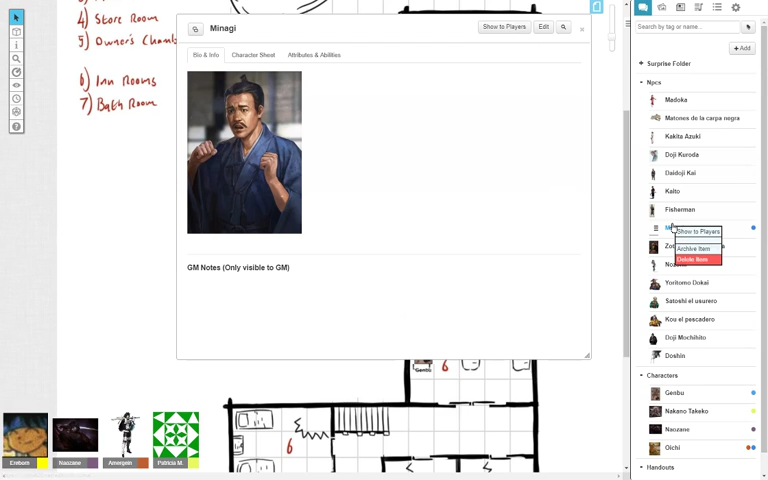 4) Store Room
5) Owner's Chamb
6) Inn Rooms
7) Bath Room
Minagi
Show to Players
Edit
×
Bio & Info
Character Sheet
Attributes & Abilities
GM Notes (Only visible to GM)
Genbu
6
6
Erebom
Naozane
Amergein
Patricia M.
Search by tag or name...
+ Add
Surprise Folder
Npcs
Madoka
Matones de la carpa negra
Kakita Azuki
Doji Kuroda
Daidoji Kai
Kaito
Fisherman
Show to Players
Archive Item
Delete Item
Yoritomo Dokai
Satoshi el usurero
Kou el pescadero
Doji Mochihito
Doshin
Characters
Genbu
Nakano Takeko
Naozane
Oichi
Handouts